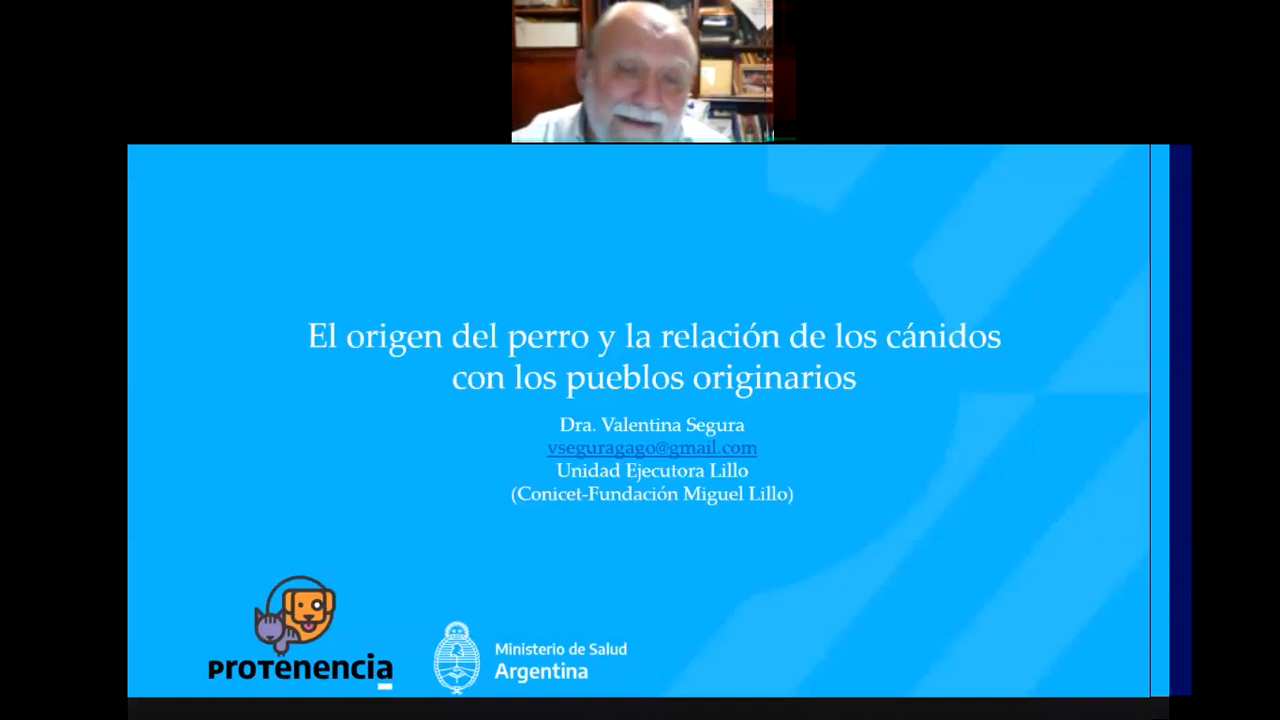 El origen del perro y la relación de los cánidos
con los pueblos originarios
Dra. Valentina Segura
vseguragago@gmail.com
Unidad Ejecutora Lillo
(Conicet-Fundación Miguel Lillo)
Ministerio de Salud
Argentina
PROTENENCIA